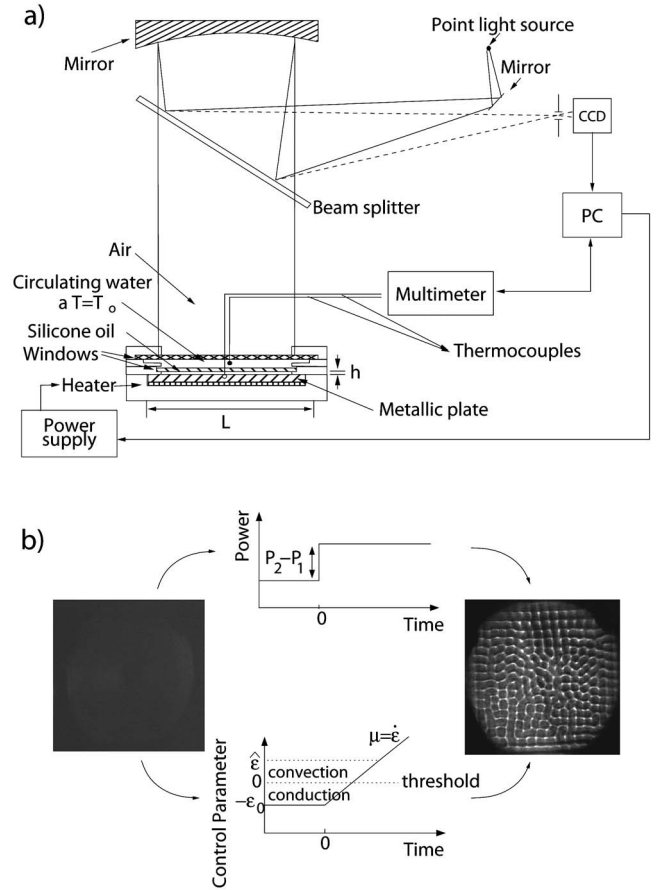 a)
Point light source
Mirror
Mirror
CCD
Beam splitter
PC
Air
Circulating water
a T=To
Multimeter
Silicone oil
Windows
Thermocouples
h
Heater
Metallic plate
L
Power
supply
b)
Power
P2−P1
0
Time
Control Parameter
μ=ε̇
ε̂
convection
0
threshold
conduction
−ε0
0
Time